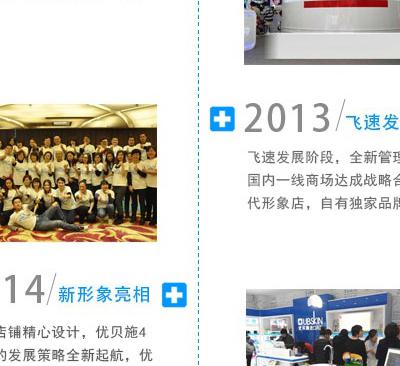 2013/飞速发
飞速发展阶段，全新管理
国内一线商场达成战略合
代形象店，自有独家品牌
14/新形象亮相
店铺精心设计，优贝施4
的发展策略全新起航，优
UBSKIN